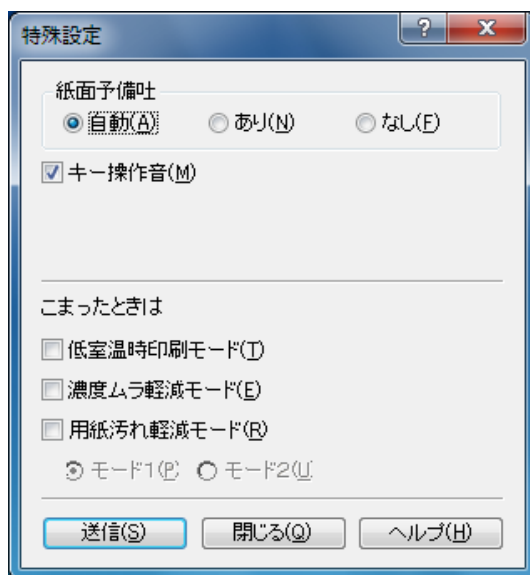 特殊設定
紙面予備吐
自動(A) あり(N) なし(F)
キー操作音(M)
こまったときは
低室温時印刷モード(T)
濃度ムラ軽減モード(E)
用紙汚れ軽減モード(R)
モード1(P) モード2(U)
送信(S) 閉じる(Q) ヘルプ(H)